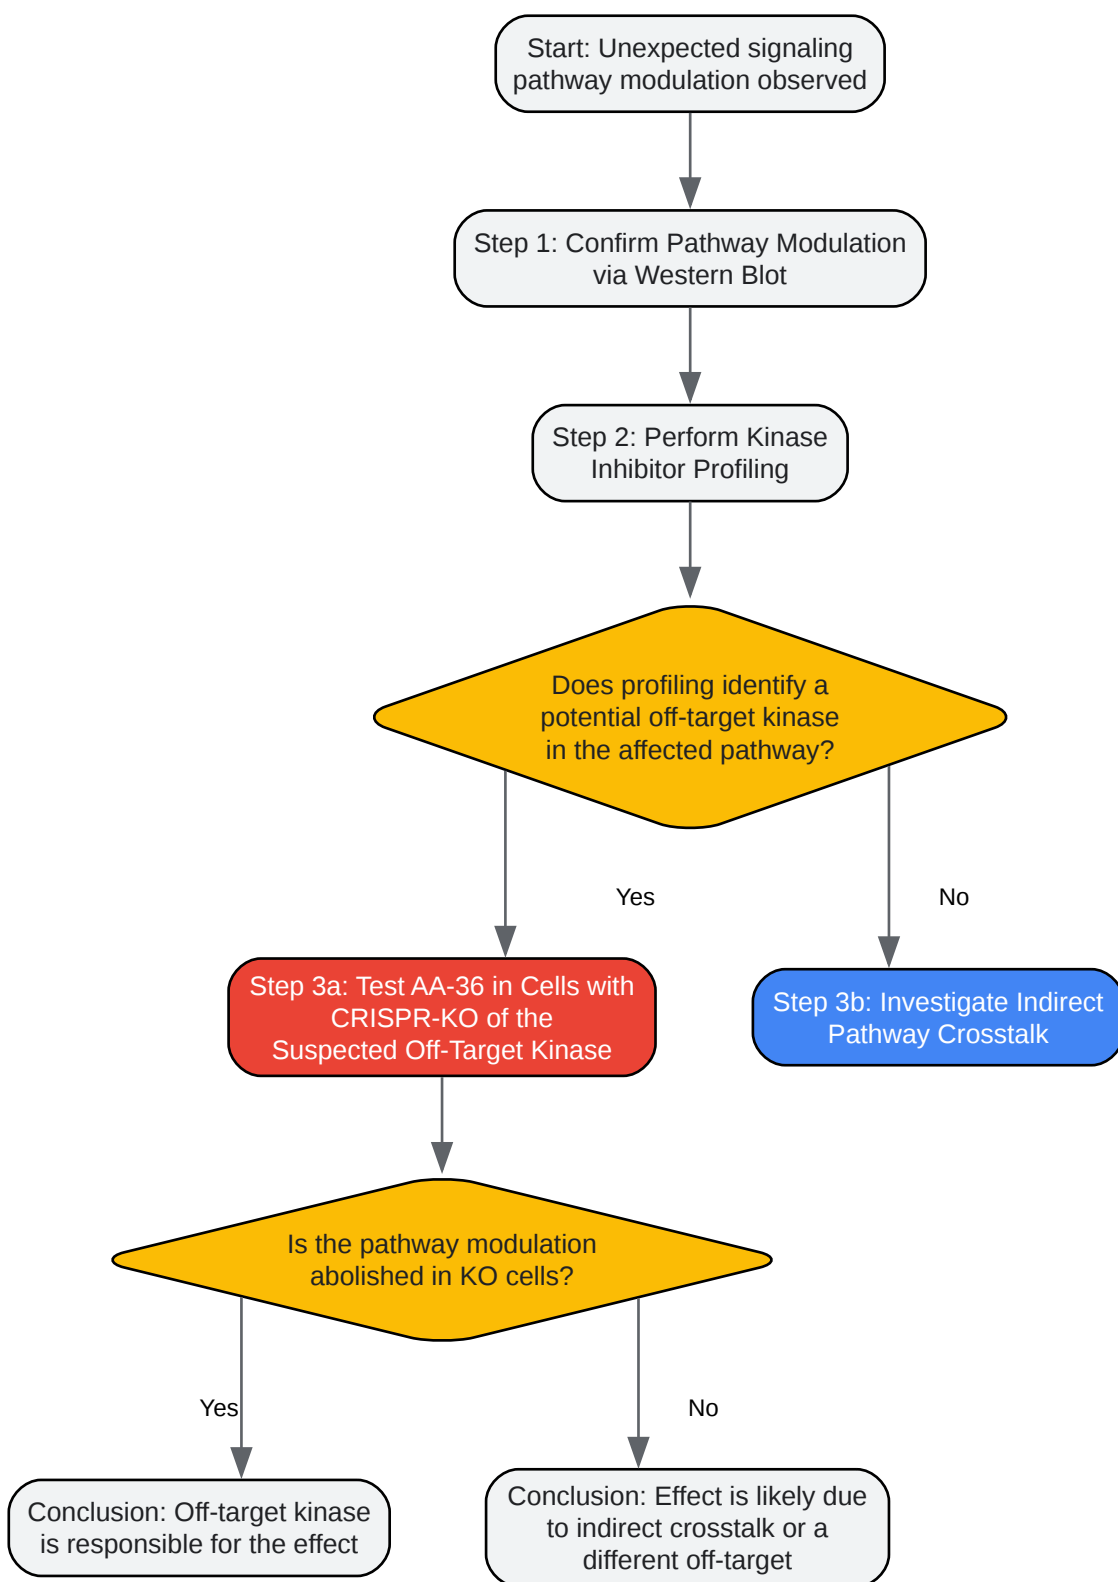 Start: Unexpected signaling
pathway modulation observed
Step 1: Confirm Pathway Modulation
via Western Blot
Step 2: Perform Kinase
Inhibitor Profiling
Does profiling identify a
potential off-target kinase
in the affected pathway?
Yes
No
Step 3a: Test AA-36 in Cells with
CRISPR-KO of the
Suspected Off-Target Kinase
Step 3b: Investigate Indirect
Pathway Crosstalk
Is the pathway modulation
abolished in KO cells?
Yes
No
Conclusion: Off-target kinase
is responsible for the effect
Conclusion: Effect is likely due
to indirect crosstalk or a
different off-target